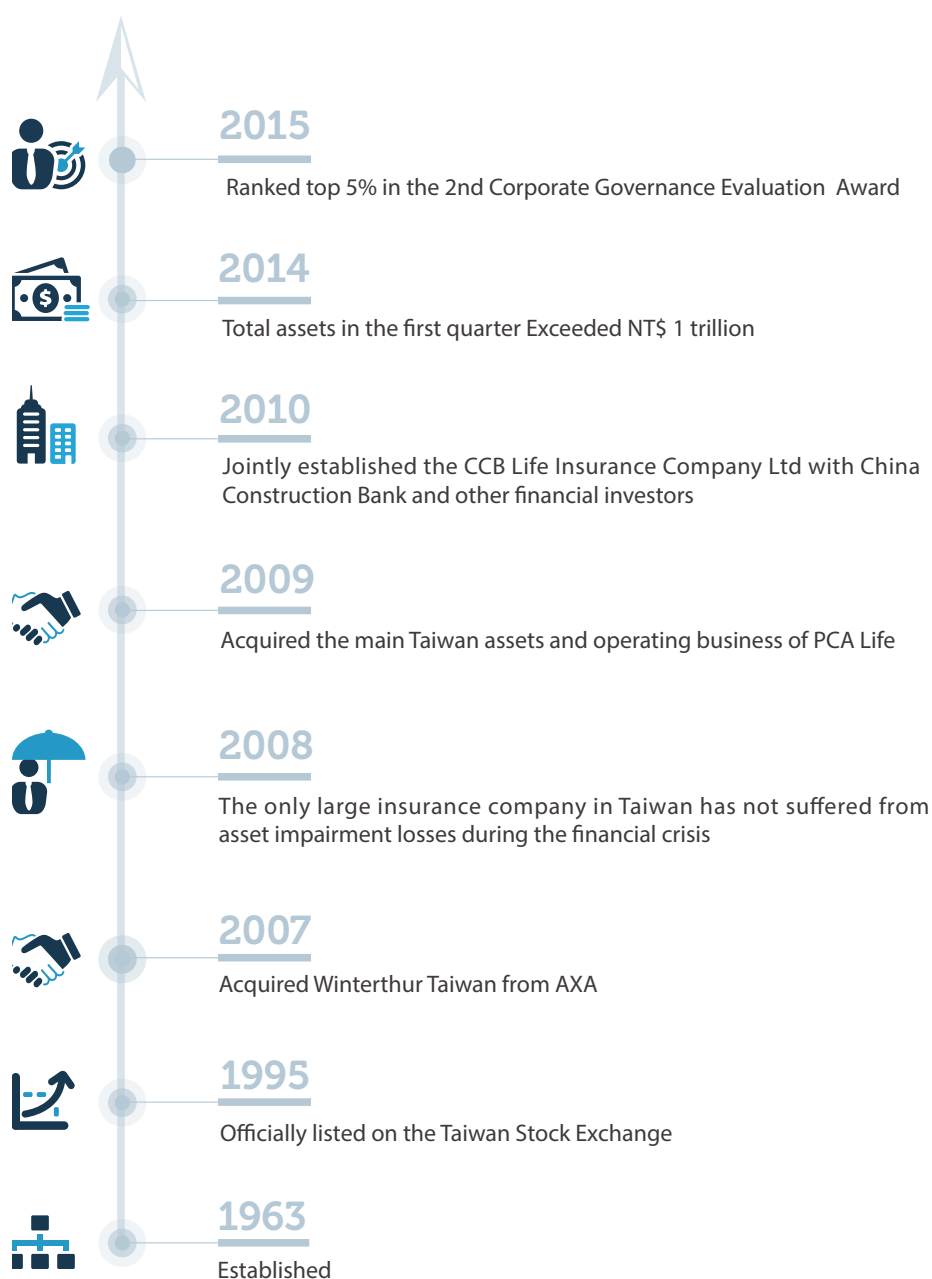 2015
Ranked top 5% in the 2nd Corporate Governance Evaluation Award
2014
Total assets in the first quarter Exceeded NT$ 1 trillion
2010
Jointly established the CCB Life Insurance Company Ltd with China
Construction Bank and other financial investors
2009
Acquired the main Taiwan assets and operating business of PCA Life
2008
The only large insurance company in Taiwan has not suffered from
asset impairment losses during the financial crisis
2007
Acquired Winterthur Taiwan from AXA
1995
Officially listed on the Taiwan Stock Exchange
1963
Established
$